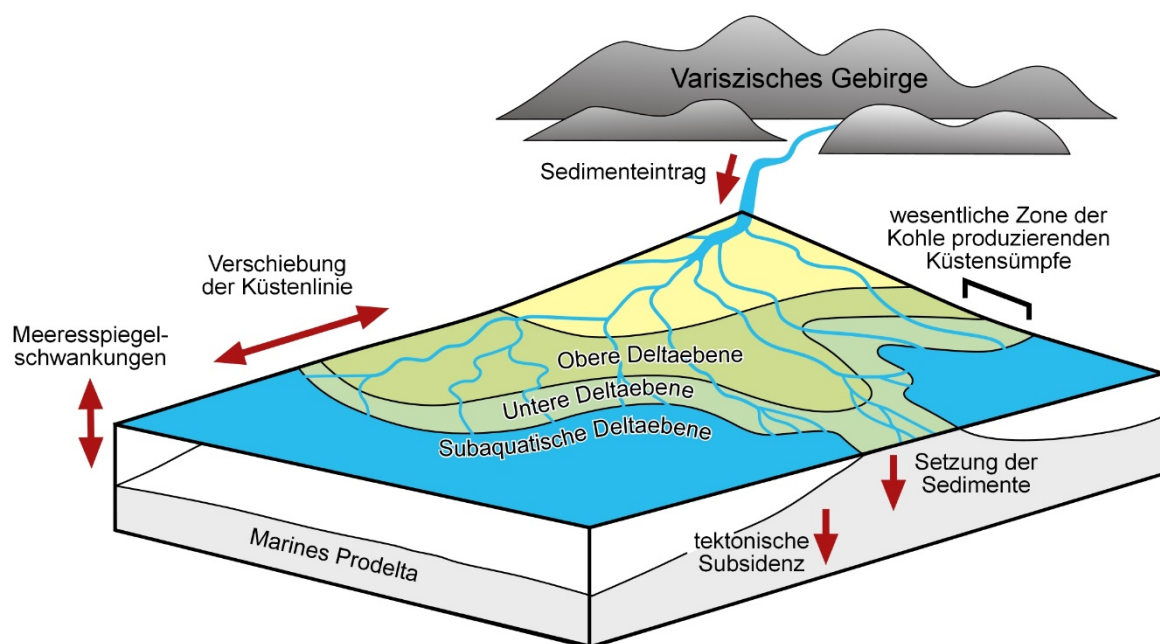 Variszisches Gebirge
Sedimenteintrag
wesentliche Zone der
Kohle produzierenden
Küstensümpfe
Verschiebung
der Küstenlinie
Meeresspiegel-
schwankungen
Obere Deltaebene
Untere Deltaebene
Subaquatische Deltaebene
Setzung der
Sedimente
tektonische
Subsidenz
Marines Prodelta